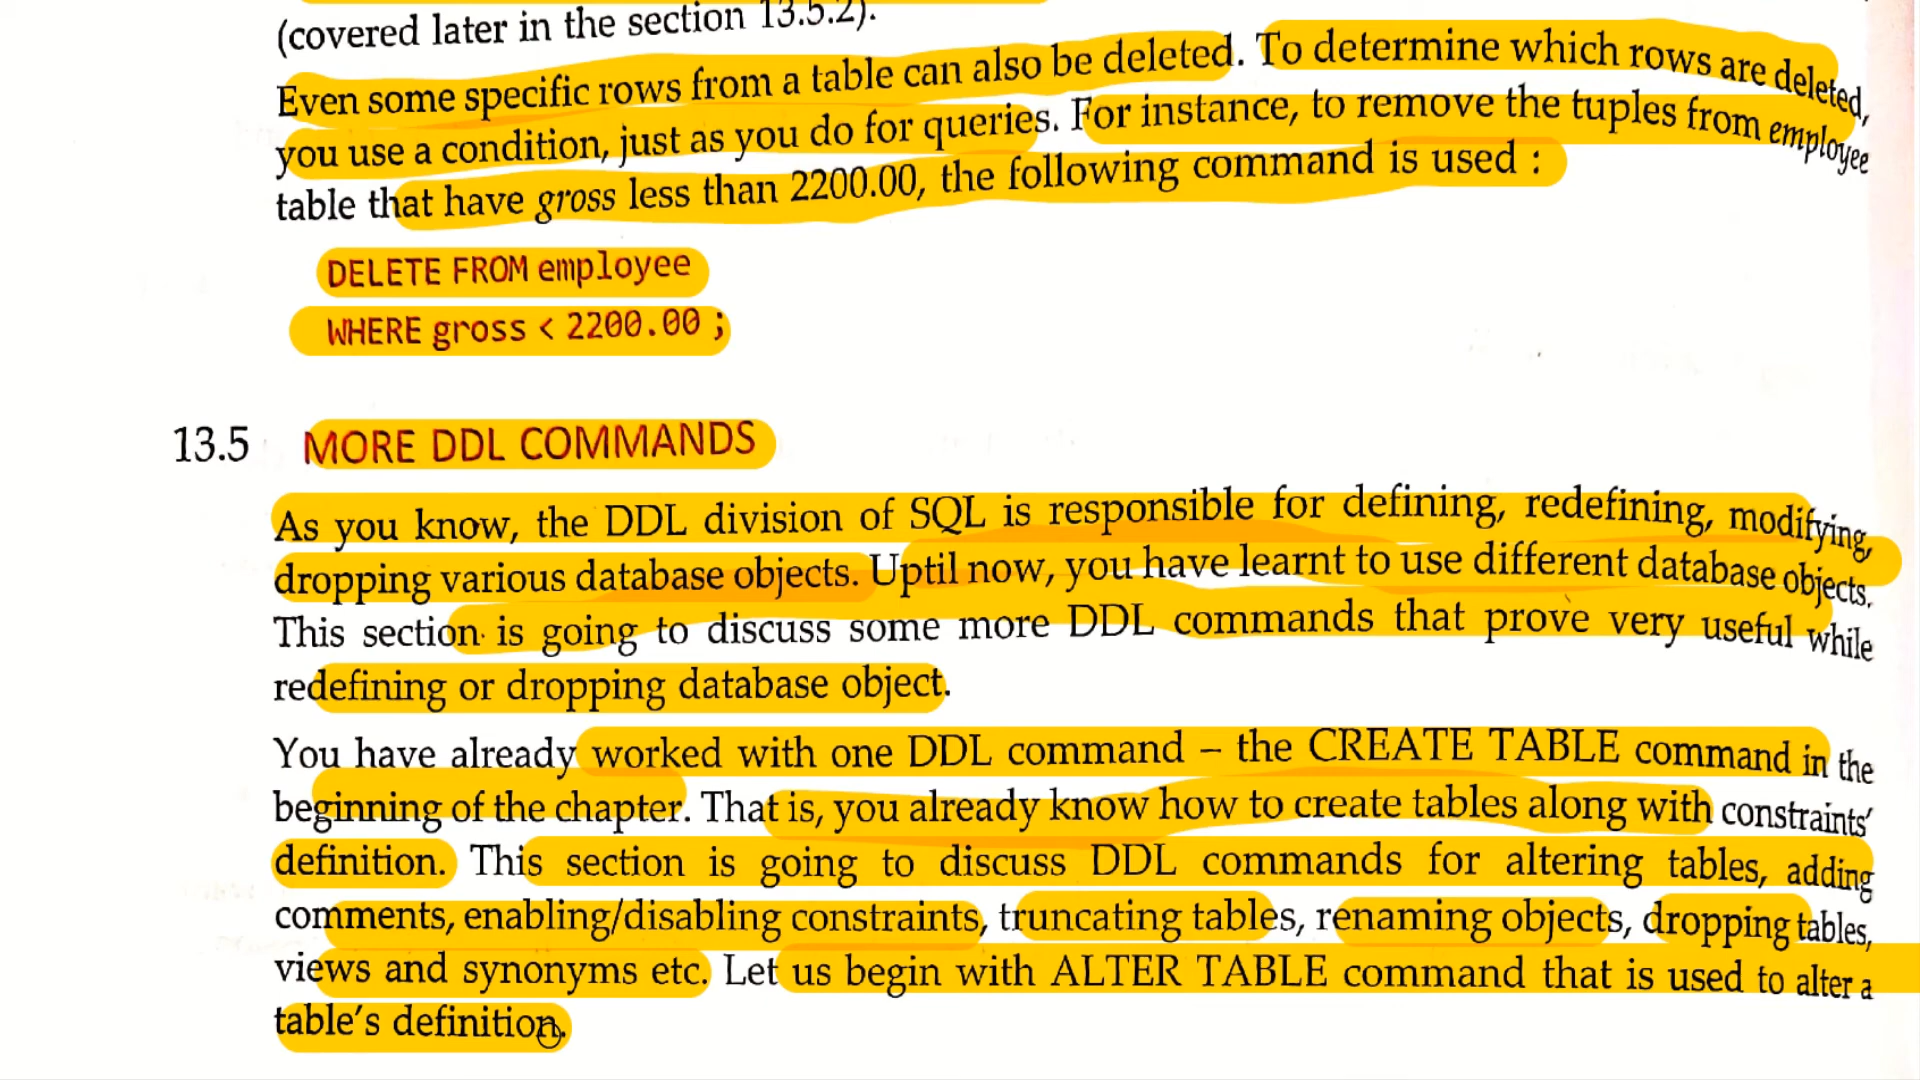 (covered later in the section 13.5.2).
Even some specific rows from a table can also be deleted. To determine which rows are deleted,
you use a condition, just as you do for queries. For instance, to remove the tuples from employee
table that have gross less than 2200.00, the following command is used :
DELETE FROM employee
WHERE gross < 2200.00 ;
13.5 MORE DDL COMMANDS
As you know, the DDL division of SQL is responsible for defining, redefining, modifying,
dropping various database objects. Uptil now, you have learnt to use different database objects.
This section is going to discuss some more DDL commands that prove very useful while
redefining or dropping database object.
You have already worked with one DDL command – the CREATE TABLE command in the
beginning of the chapter. That is, you already know how to create tables along with constraints'
definition. This section is going to discuss DDL commands for altering tables, adding
comments, enabling/disabling constraints, truncating tables, renaming objects, dropping tables,
views and synonyms etc. Let us begin with ALTER TABLE command that is used to alter a
table's definition.